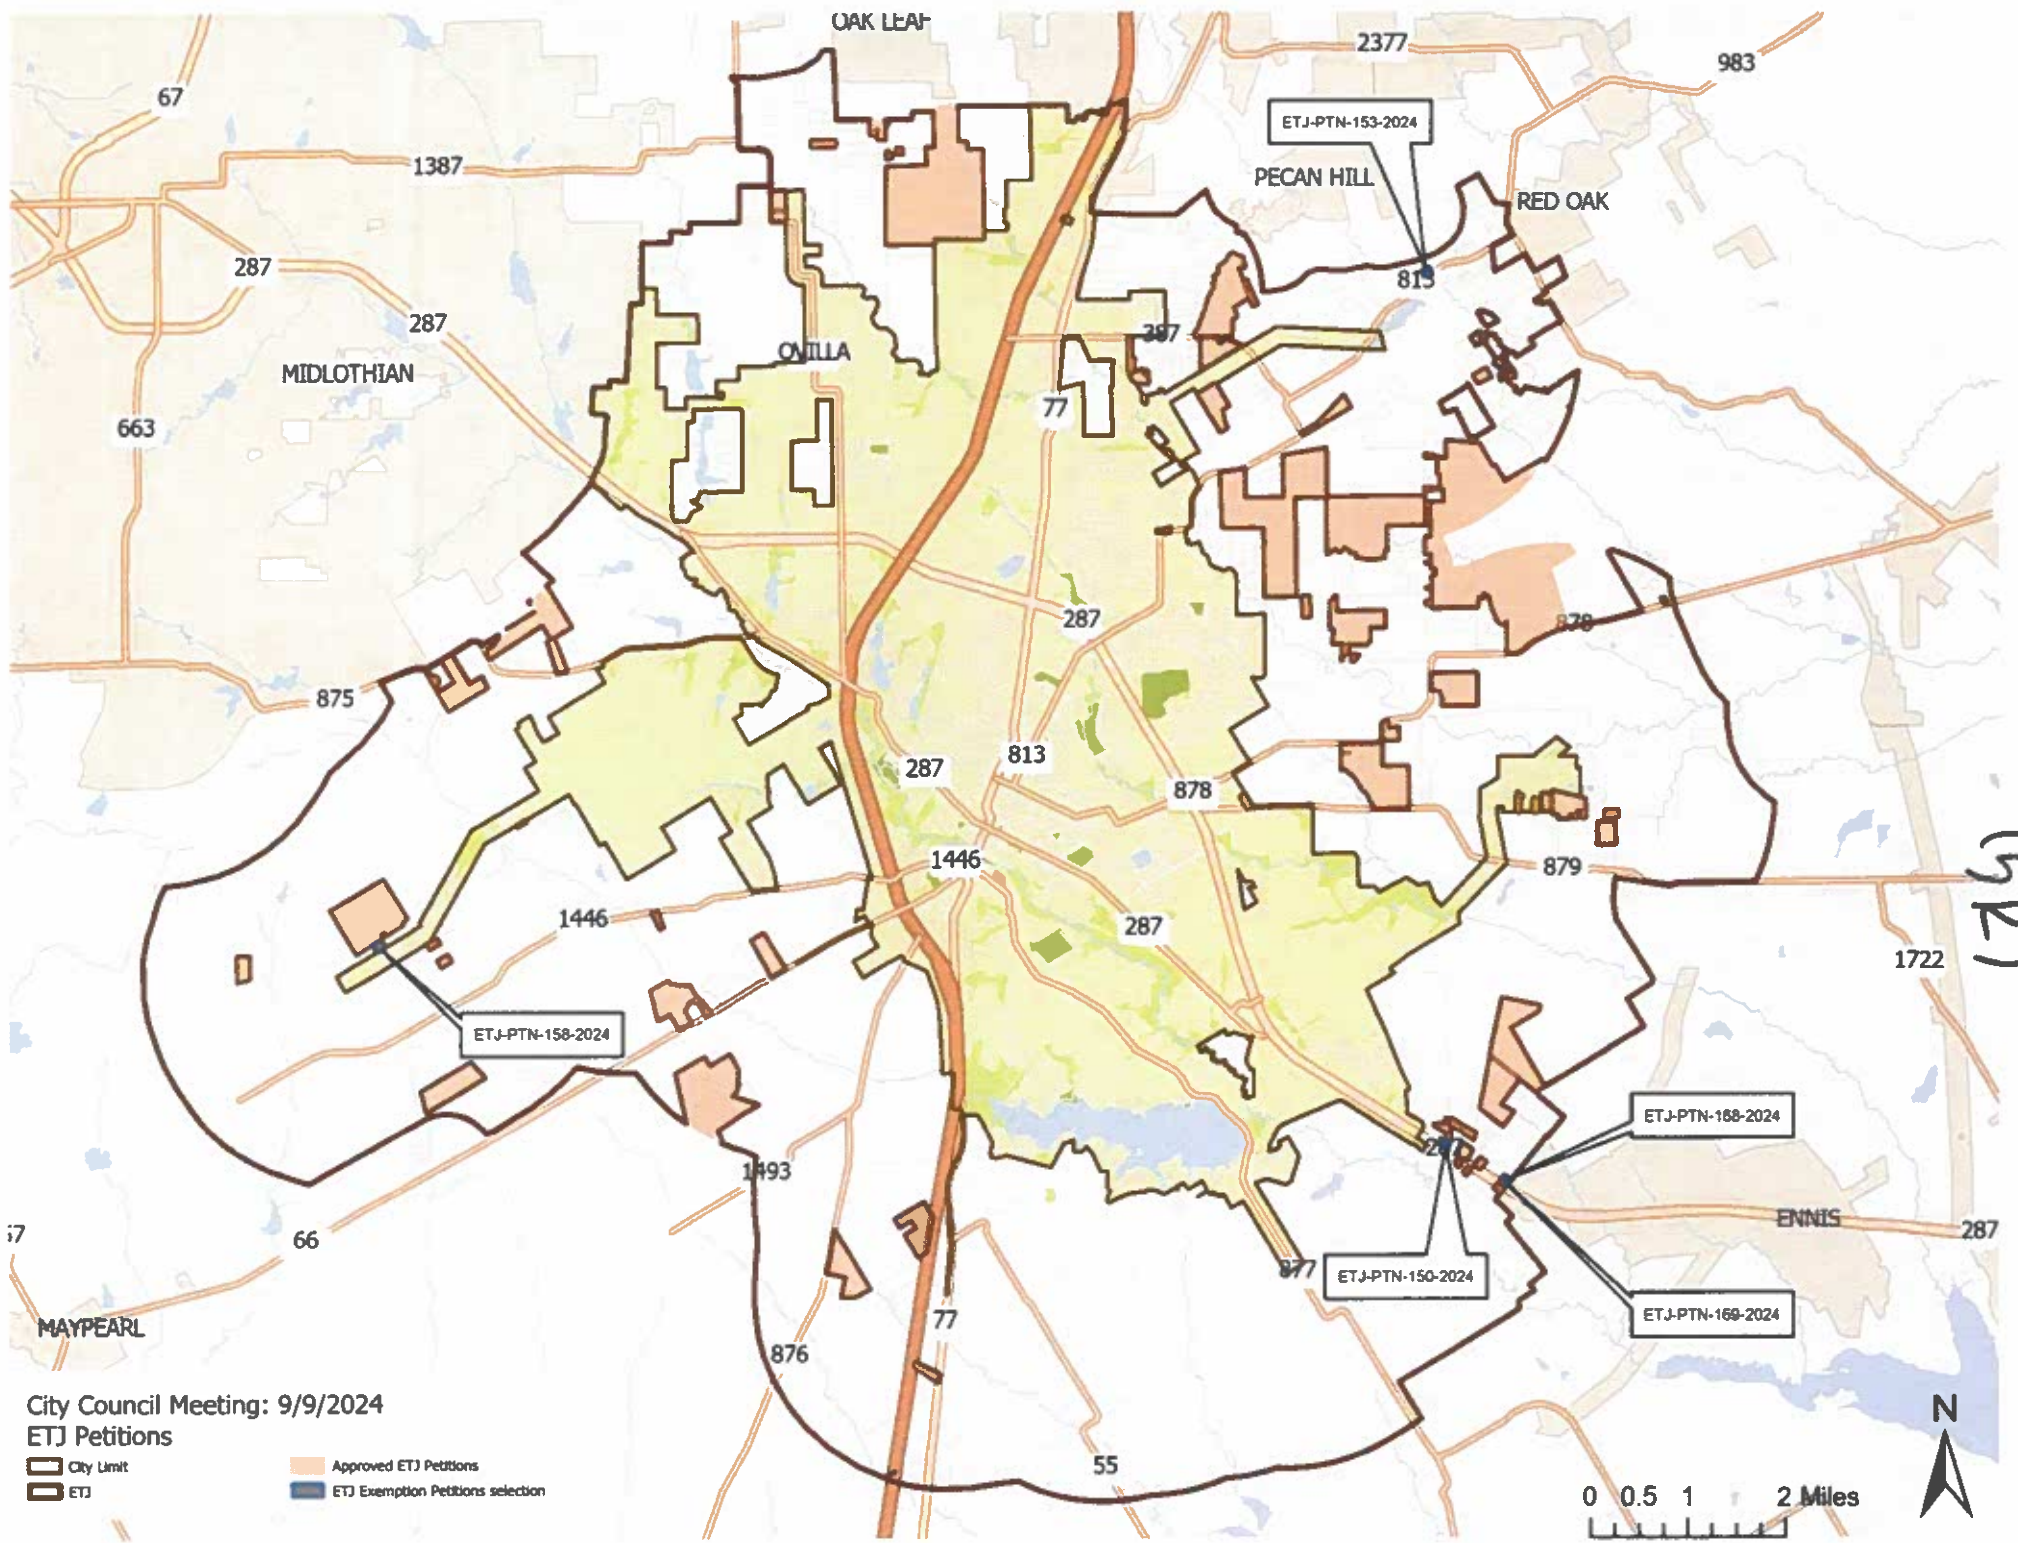 OAK LEAF
2377
983
67
ETJ-PTN-153-2024
1387
PECAN HILL
RED OAK
287
813
287
387
OVILLA
MIDLOTHIAN
77
663
287
878
875
813
287
878
1446
879
1446
287
1722
(24)
ETJ-PTN-158-2024
ETJ-PTN-168-2024
1493
ENNIS
287
66
877
ETJ-PTN-150-2024
ETJ-PTN-169-2024
77
MAYPEARL
876
City Council Meeting: 9/9/2024
ETJ Petitions
City Limit
Approved ETJ Petitions
ETJ
ETJ Exemption Petitions selection
55
N
0 0.5 1 2 Miles